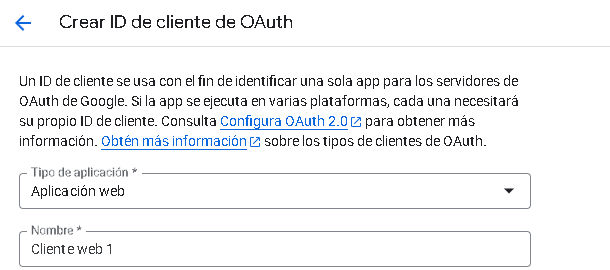 Crear ID de cliente de OAuth
Un ID de cliente se usa con el fin de identificar una sola app para los servidores de
OAuth de Google. Si la app se ejecuta en varias plataformas, cada una necesitará
su propio ID de cliente. Consulta Configura OAuth 2.0 para obtener más
información. Obtén más información sobre los tipos de clientes de OAuth.
Tipo de aplicación *
Aplicación web
Nombre *
Cliente web 1